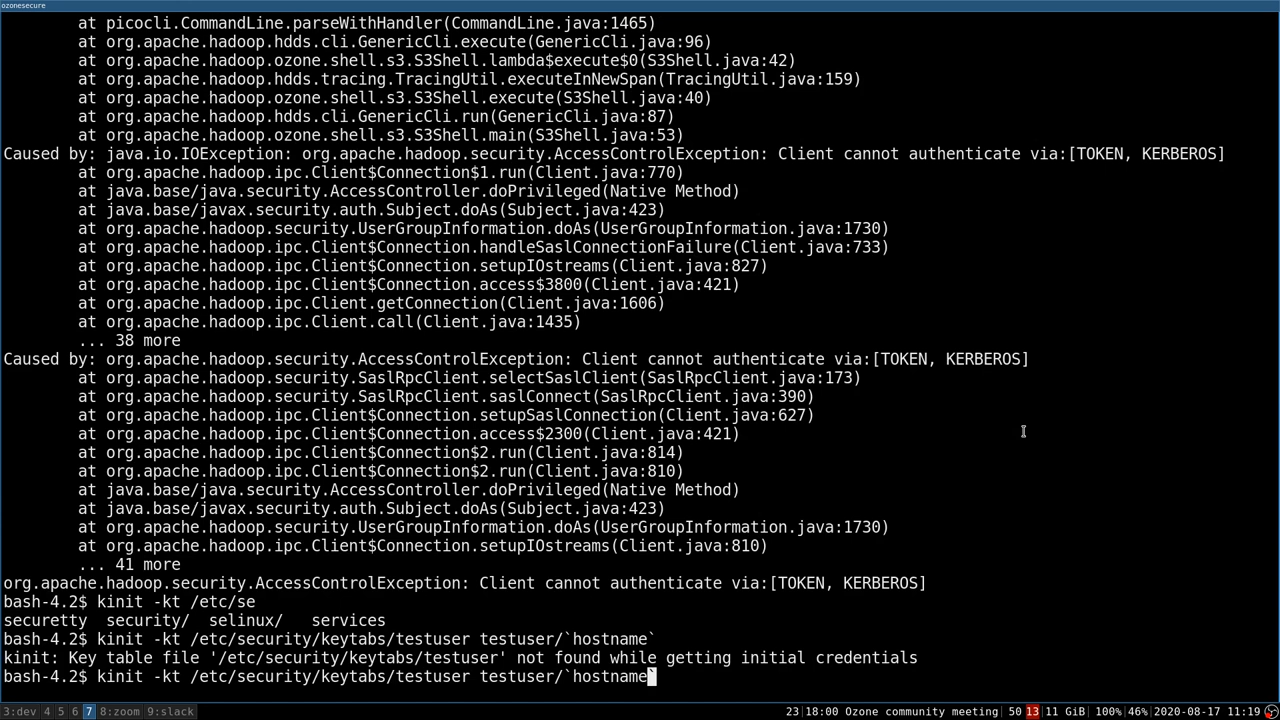 ozonesecure
at picocli.CommandLine.parseWithHandler(CommandLine.java:1465)
at org.apache.hadoop.hdds.cli.GenericCli.execute(GenericCli.java:96)
at org.apache.hadoop.ozone.shell.s3.S3Shell.lambda$execute$0(S3Shell.java:42)
at org.apache.hadoop.hdds.tracing.TracingUtil.executeInNewSpan(TracingUtil.java:159)
at org.apache.hadoop.ozone.shell.s3.S3Shell.execute(S3Shell.java:40)
at org.apache.hadoop.hdds.cli.GenericCli.run(GenericCli.java:87)
at org.apache.hadoop.ozone.shell.s3.S3Shell.main(S3Shell.java:53)
Caused by: java.io.IOException: org.apache.hadoop.security.AccessControlException: Client cannot authenticate via:[TOKEN, KERBEROS]
at org.apache.hadoop.ipc.Client$Connection$1.run(Client.java:770)
at java.base/java.security.AccessController.doPrivileged(Native Method)
at java.base/javax.security.auth.Subject.doAs(Subject.java:423)
at org.apache.hadoop.security.UserGroupInformation.doAs(UserGroupInformation.java:1730)
at org.apache.hadoop.ipc.Client$Connection.handleSaslConnectionFailure(Client.java:733)
at org.apache.hadoop.ipc.Client$Connection.setupIOstreams(Client.java:827)
at org.apache.hadoop.ipc.Client$Connection.access$3800(Client.java:421)
at org.apache.hadoop.ipc.Client.getConnection(Client.java:1606)
at org.apache.hadoop.ipc.Client.call(Client.java:1435)
... 38 more
Caused by: org.apache.hadoop.security.AccessControlException: Client cannot authenticate via:[TOKEN, KERBEROS]
at org.apache.hadoop.security.SaslRpcClient.selectSaslClient(SaslRpcClient.java:173)
at org.apache.hadoop.security.SaslRpcClient.saslConnect(SaslRpcClient.java:390)
at org.apache.hadoop.ipc.Client$Connection.setupSaslConnection(Client.java:627)
at org.apache.hadoop.ipc.Client$Connection.access$2300(Client.java:421)
at org.apache.hadoop.ipc.Client$Connection$2.run(Client.java:814)
at org.apache.hadoop.ipc.Client$Connection$2.run(Client.java:810)
at java.base/java.security.AccessController.doPrivileged(Native Method)
at java.base/javax.security.auth.Subject.doAs(Subject.java:423)
at org.apache.hadoop.security.UserGroupInformation.doAs(UserGroupInformation.java:1730)
at org.apache.hadoop.ipc.Client$Connection.setupIOstreams(Client.java:810)
... 41 more
org.apache.hadoop.security.AccessControlException: Client cannot authenticate via:[TOKEN, KERBEROS]
bash-4.2$ kinit -kt /etc/se
securetty  security/  selinux/   services
bash-4.2$ kinit -kt /etc/security/keytabs/testuser testuser/`hostname`
kinit: Key table file '/etc/security/keytabs/testuser' not found while getting initial credentials
bash-4.2$ kinit -kt /etc/security/keytabs/testuser testuser/`hostname`
3:dev 4 5 6 7 8:zoom 9:slack 23|18:00 Ozone community meeting| 50 13 11 GiB| 100%|46%|2020-08-17 11:19